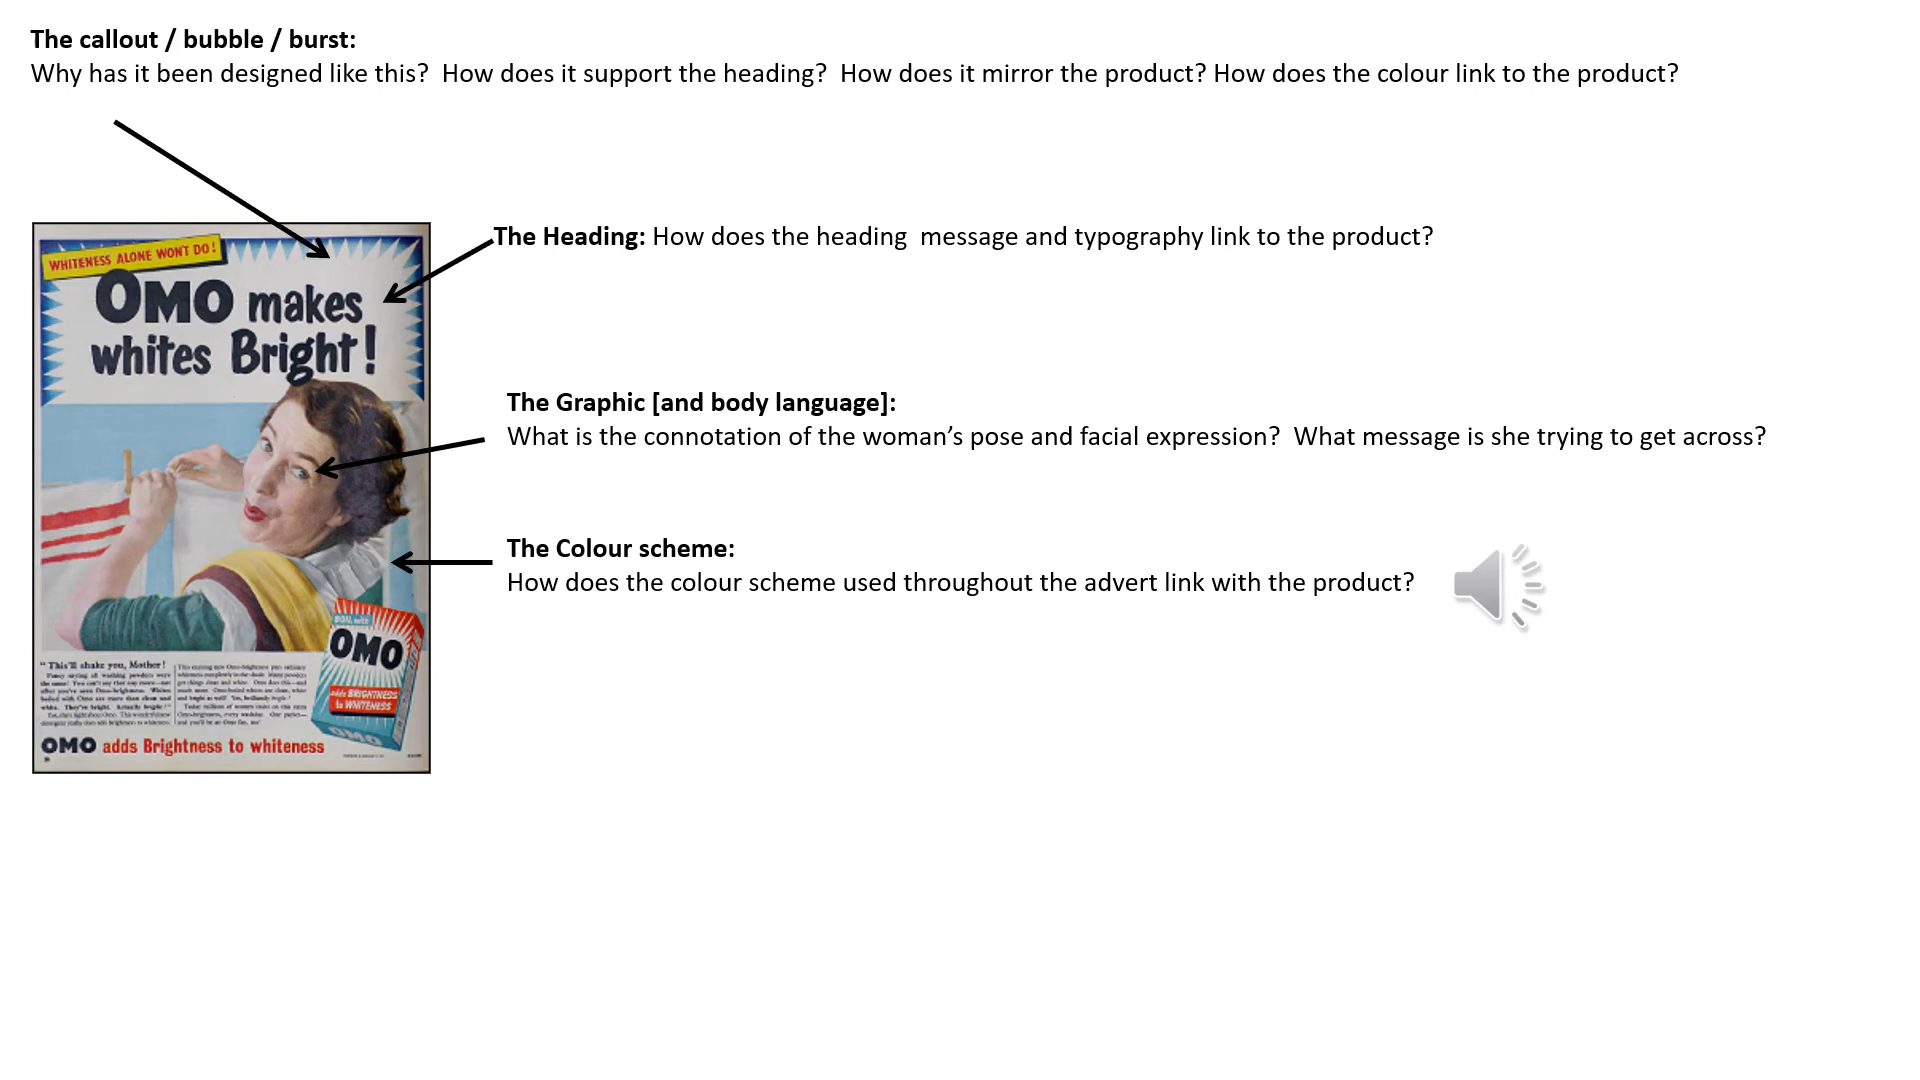 The callout / bubble / burst:
Why has it been designed like this?  How does it support the heading?  How does it mirror the product? How does the colour link to the product?
WHITENESS ALONE WON'T DO!
OMO makes
whites Bright!
The Heading: How does the heading  message and typography link to the product?
The Graphic [and body language]:
What is the connotation of the woman’s pose and facial expression?  What message is she trying to get across?
The Colour scheme:
How does the colour scheme used throughout the advert link with the product?
OMO
adds BRIGHTNESS
to WHITENESS
OMO
“This'll shake you, Mother!
OMO adds Brightness to whiteness